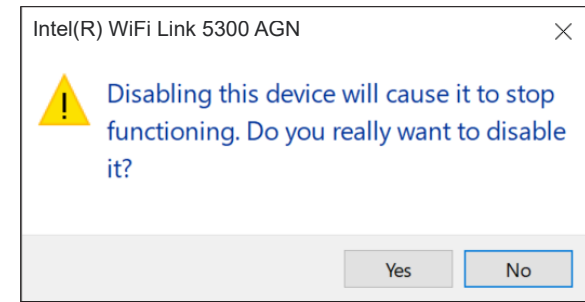 Intel(R) WiFi Link 5300 AGN
Disabling this device will cause it to stop
functioning. Do you really want to disable
it?
Yes
No